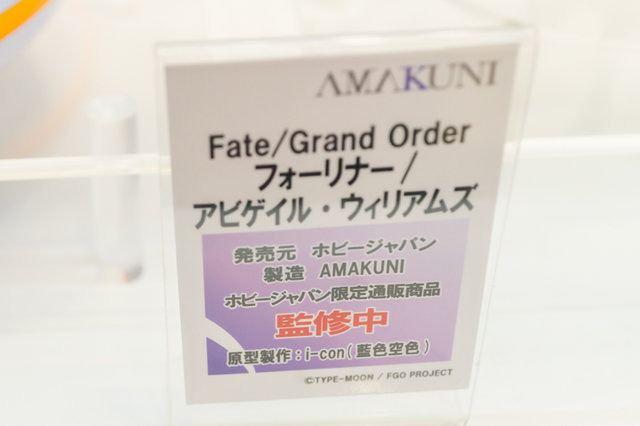 AMAKUNI
Fate/Grand Order
フォーリナー/
アビゲイル・ウィリアムズ
発売元 ホビージャパン
製造 AMAKUNI
ホビージャパン限定通販商品
監修中
原型製作：i-con(藍色空色)
©TYPE-MOON / FGO PROJECT